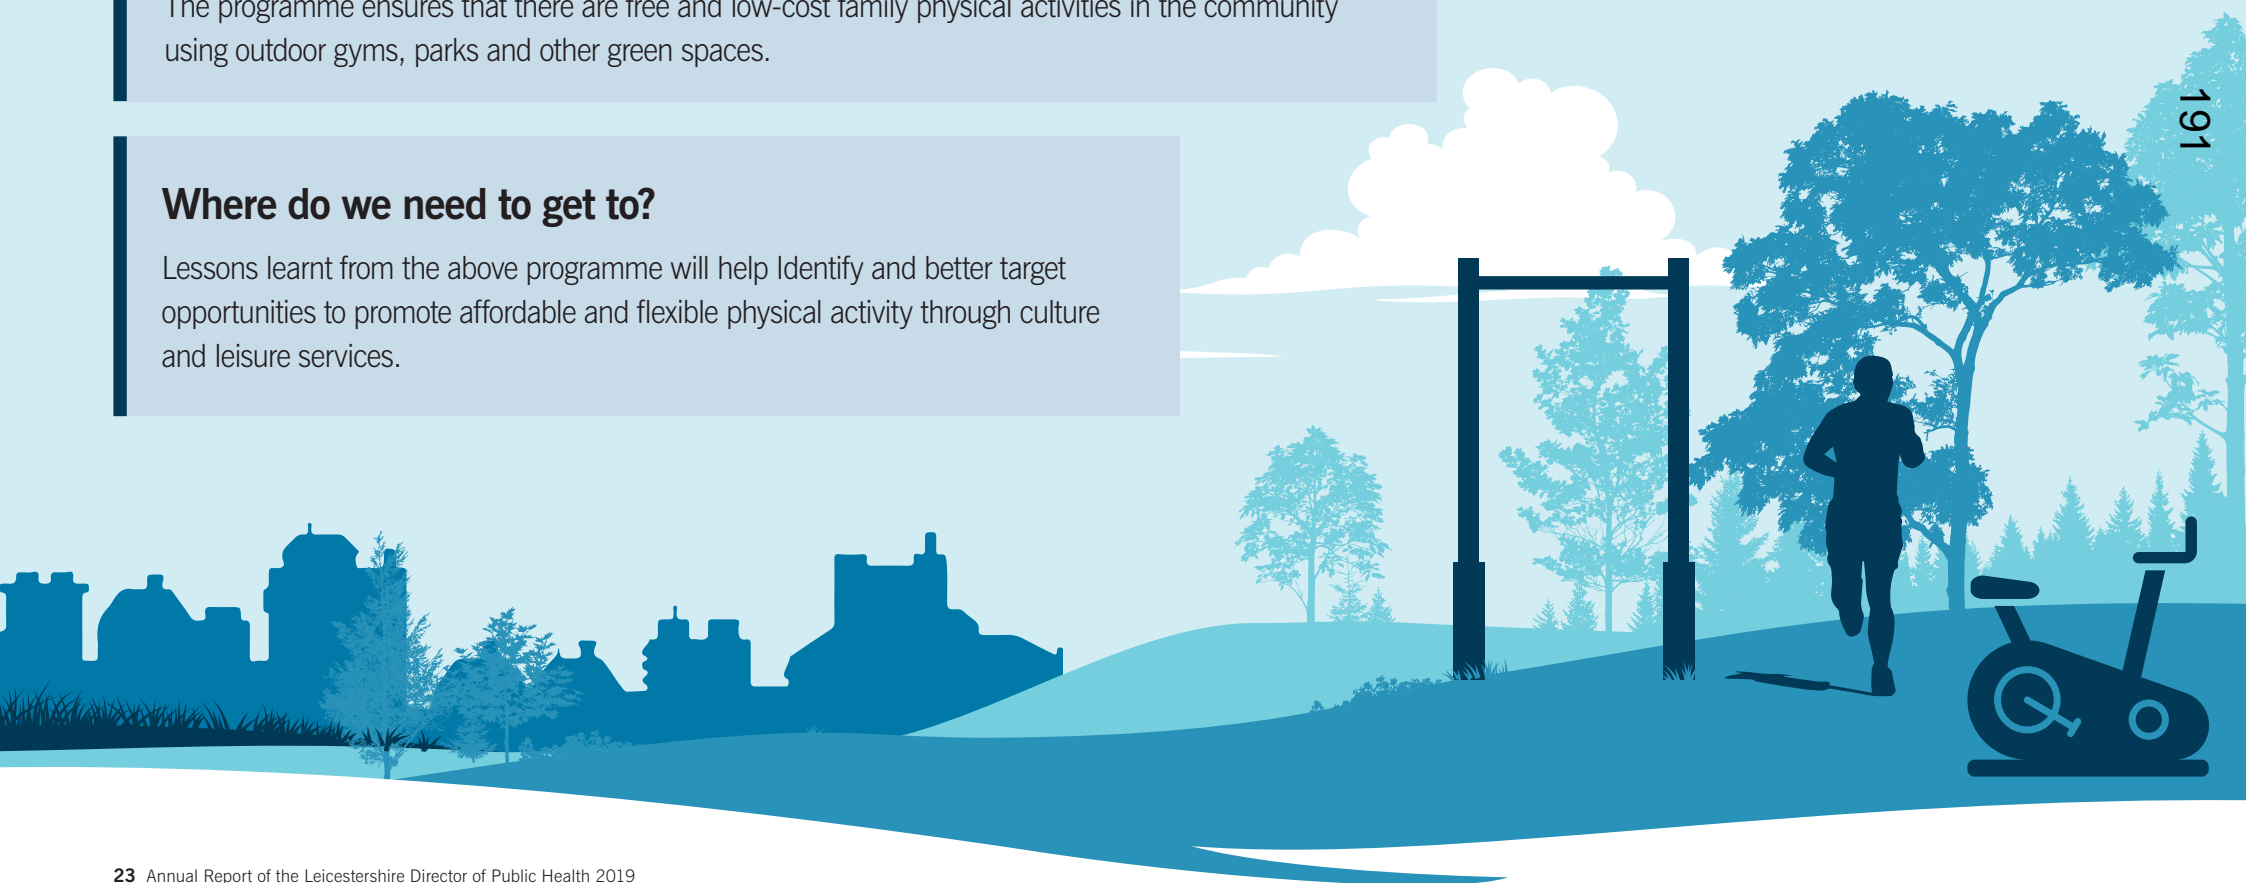 The programme ensures that there are free and low-cost family physical activities in the community
using outdoor gyms, parks and other green spaces.
Where do we need to get to?
Lessons learnt from the above programme will help Identify and better target
opportunities to promote affordable and flexible physical activity through culture
and leisure services.
191
23 Annual Report of the Leicestershire Director of Public Health 2019